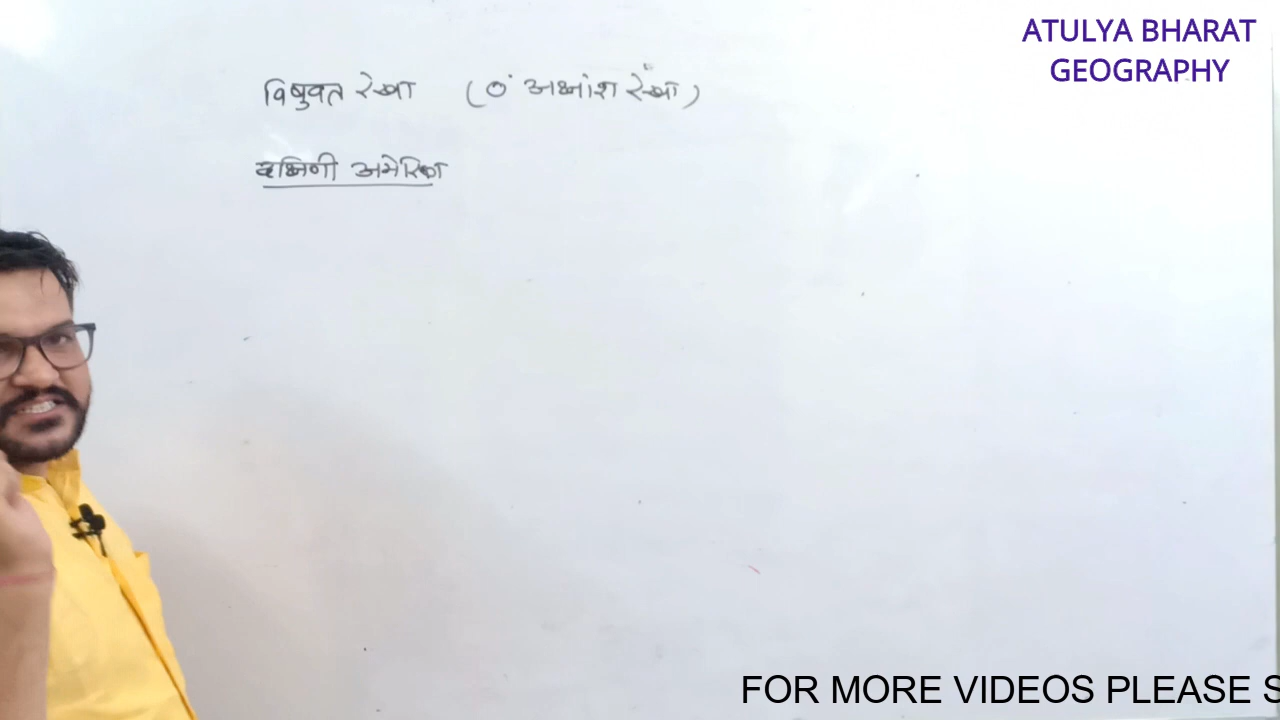 ATULYA BHARAT
GEOGRAPHY
विषुवत रेखा (0° अक्षांश रेखा)
दक्षिणी अमेरिका
FOR MORE VIDEOS PLEASE S